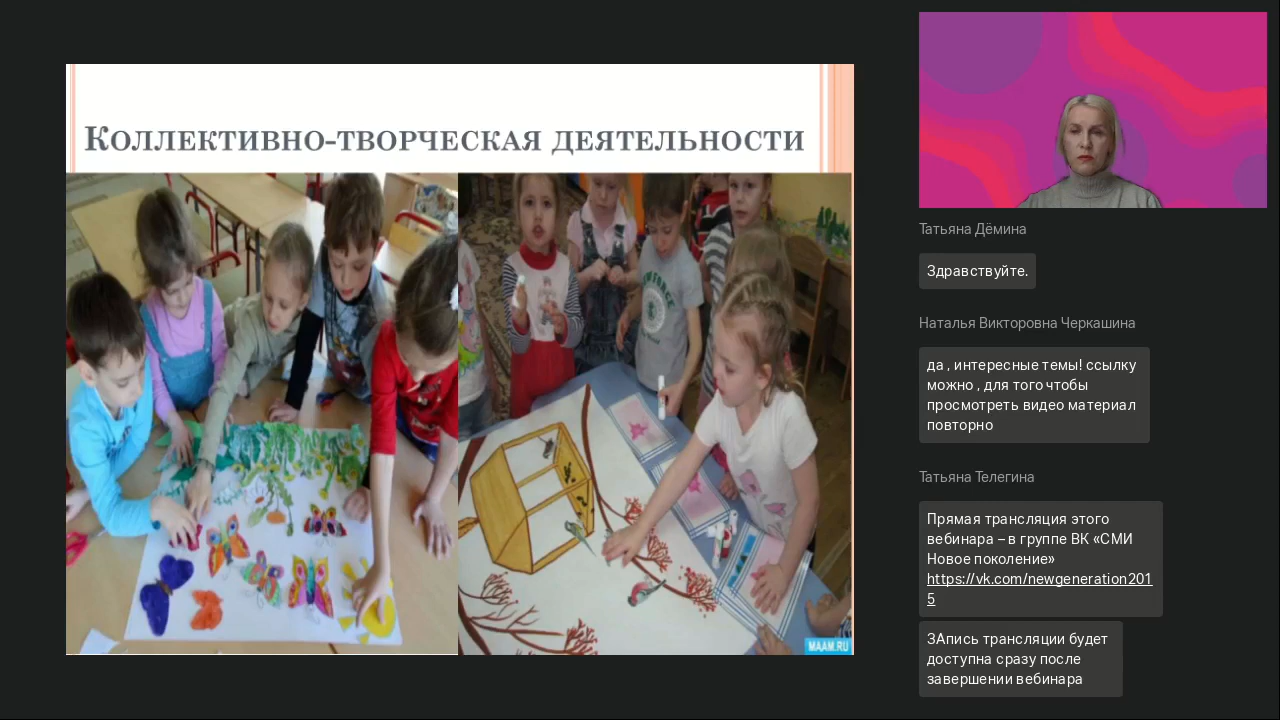 Коллективно-творческая деятельности
NEW FORCE
MAAM.RU
Татьяна Дёмина
Здравствуйте.
Наталья Викторовна Черкашина
да , интересные темы! ссылку
можно , для того чтобы
просмотреть видео материал
повторно
Татьяна Телегина
Прямая трансляция этого
вебинара – в группе ВК «СМИ
Новое поколение»
https://vk.com/newgeneration201
5
ЗАпись трансляции будет
доступна сразу после
завершении вебинара